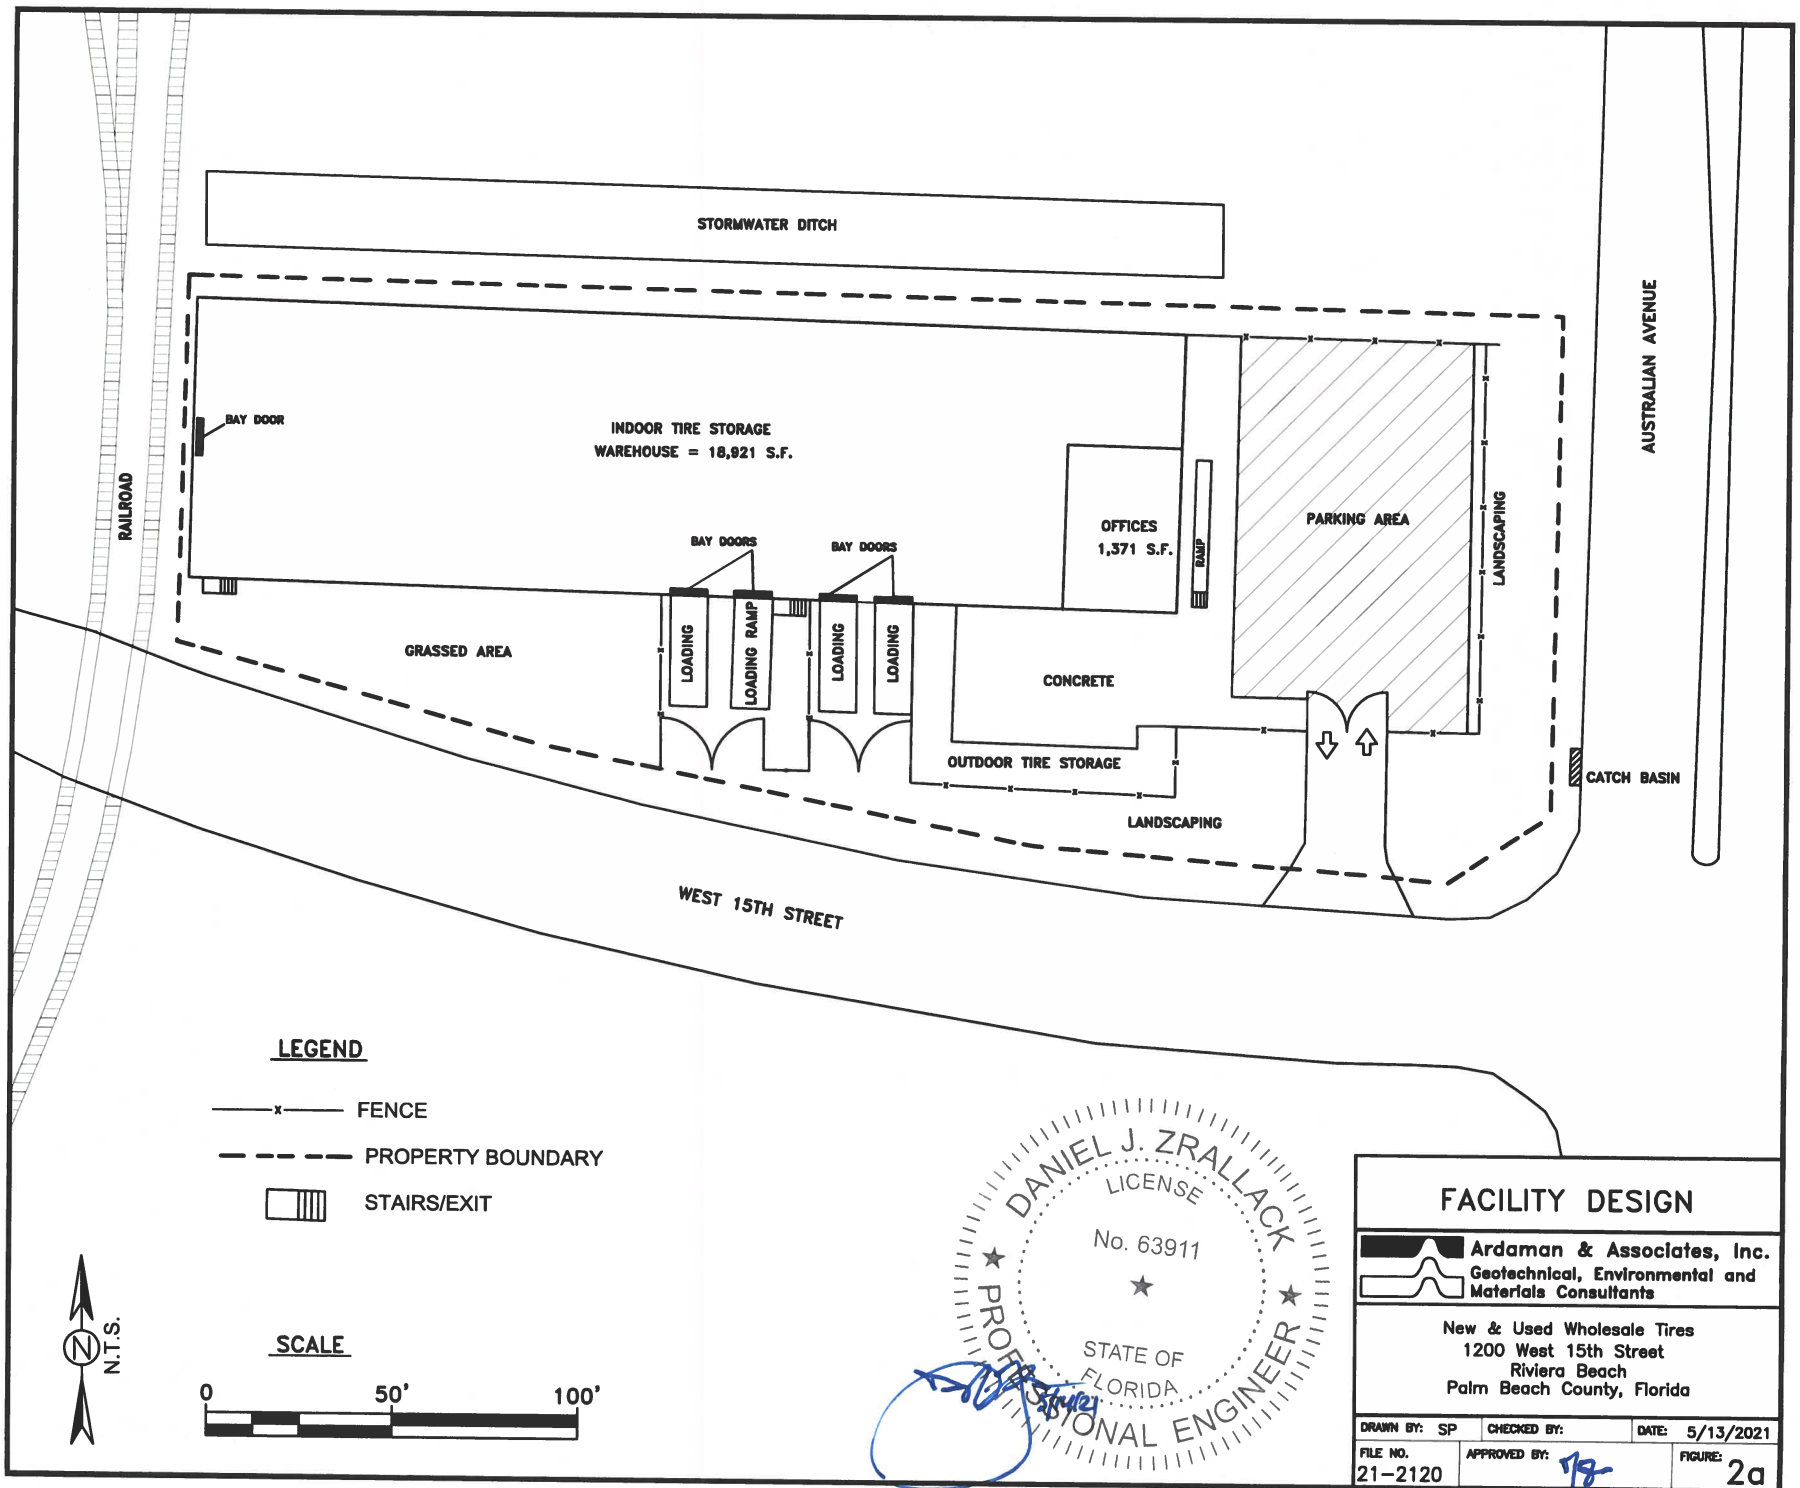 STORMWATER DITCH
AUSTRALIAN AVENUE
BAY DOOR
INDOOR TIRE STORAGE
WAREHOUSE = 18,921 S.F.
RAILROAD
OFFICES
1,371 S.F.
RAMP
PARKING AREA
LANDSCAPING
BAY DOORS
BAY DOORS
GRASSED AREA
LOADING
LOADING RAMP
LOADING
LOADING
CONCRETE
OUTDOOR TIRE STORAGE
CATCH BASIN
LANDSCAPING
WEST 15TH STREET
LEGEND
x FENCE
PROPERTY BOUNDARY
STAIRS/EXIT
N
N.T.S.
SCALE
0 50' 100'
DANIEL J. ZRALLACK
LICENSE
No. 63911
STATE OF
FLORIDA
PROFESSIONAL ENGINEER
FACILITY DESIGN
Ardaman & Associates, Inc.
Geotechnical, Environmental and
Materials Consultants
New & Used Wholesale Tires
1200 West 15th Street
Riviera Beach
Palm Beach County, Florida
DRAWN BY: SP CHECKED BY: DATE: 5/13/2021
FILE NO. APPROVED BY: FIGURE:
21-2120 2a